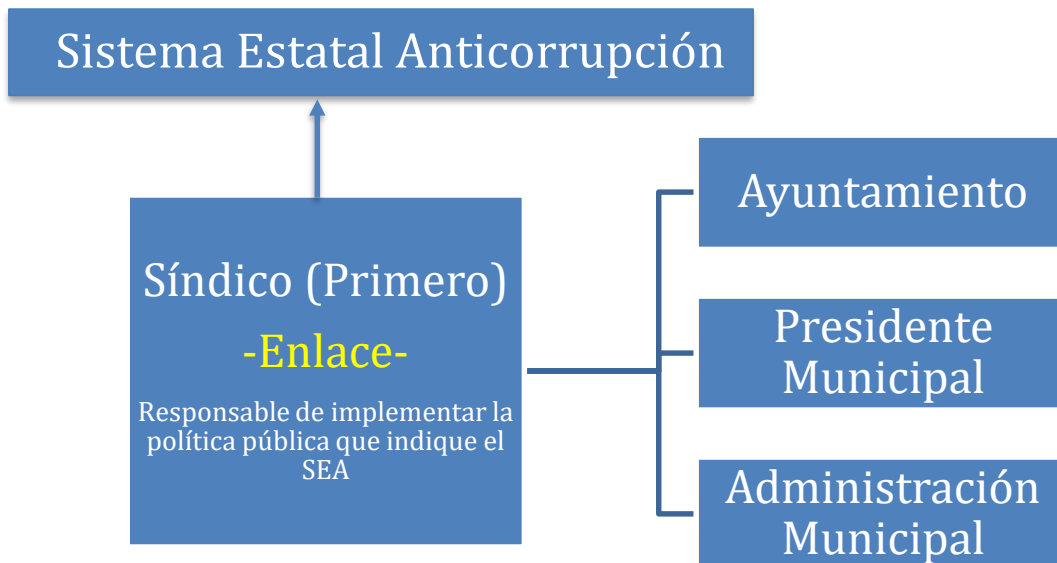 Sistema Estatal Anticorrupción
Síndico (Primero)
-Enlace-
Responsable de implementar la
política pública que indique el
SEA
Ayuntamiento
Presidente
Municipal
Administración
Municipal